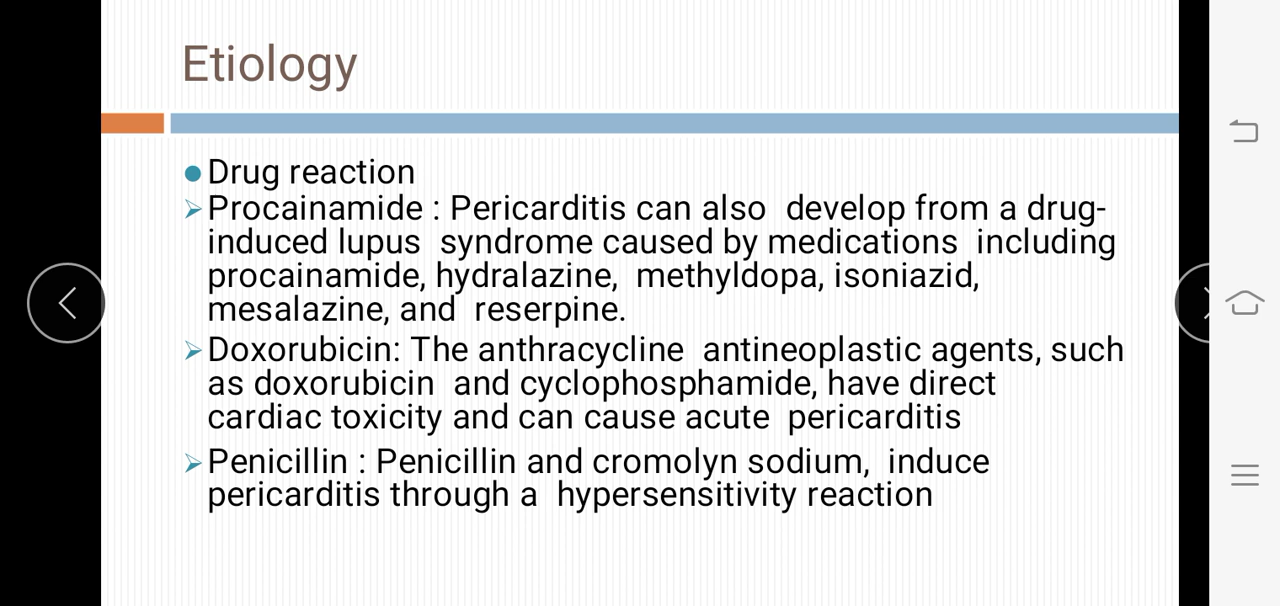 Etiology
Drug reaction
Procainamide : Pericarditis can also develop from a drug-
induced lupus syndrome caused by medications including
procainamide, hydralazine, methyldopa, isoniazid,
mesalazine, and reserpine.
Doxorubicin: The anthracycline antineoplastic agents, such
as doxorubicin and cyclophosphamide, have direct
cardiac toxicity and can cause acute pericarditis
Penicillin : Penicillin and cromolyn sodium, induce
pericarditis through a hypersensitivity reaction